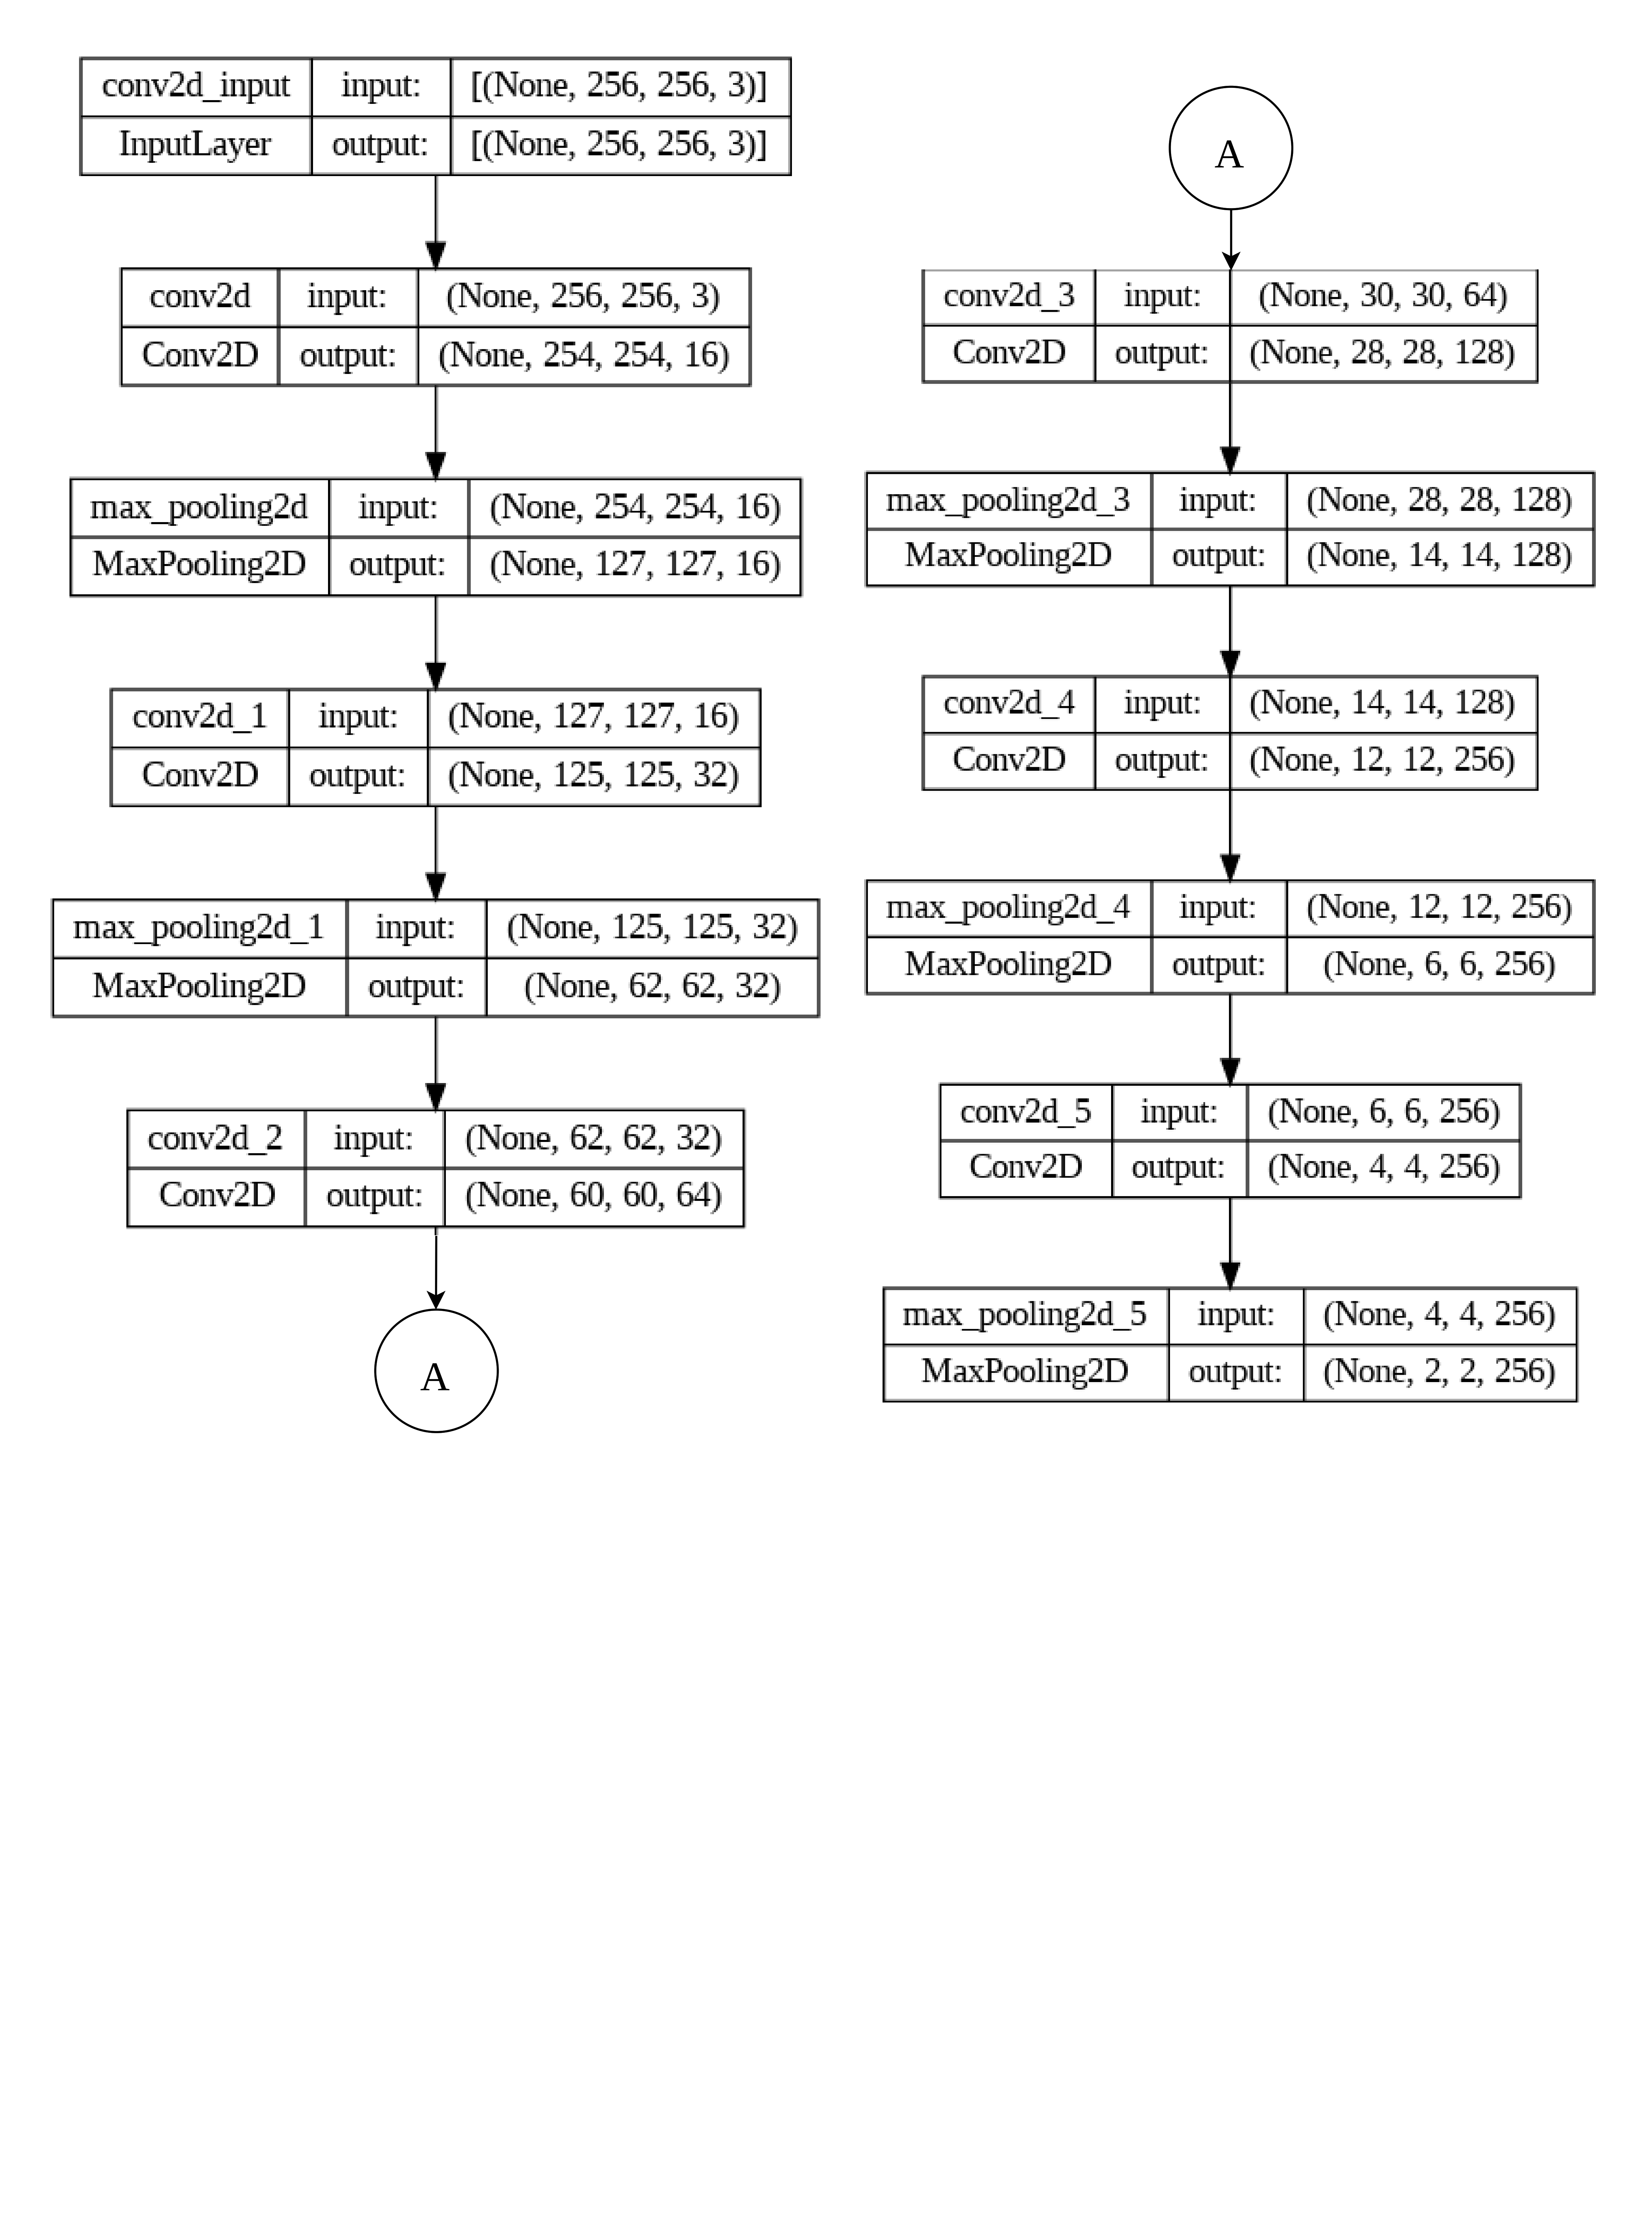 conv2d_input input: [(None, 256, 256, 3)]
InputLayer output: [(None, 256, 256, 3)]
conv2d input: (None, 256, 256, 3)
Conv2D output: (None, 254, 254, 16)
max_pooling2d input: (None, 254, 254, 16)
MaxPooling2D output: (None, 127, 127, 16)
conv2d_1 input: (None, 127, 127, 16)
Conv2D output: (None, 125, 125, 32)
max_pooling2d_1 input: (None, 125, 125, 32)
MaxPooling2D output: (None, 62, 62, 32)
conv2d_2 input: (None, 62, 62, 32)
Conv2D output: (None, 60, 60, 64)
A
A
conv2d_3 input: (None, 30, 30, 64)
Conv2D output: (None, 28, 28, 128)
max_pooling2d_3 input: (None, 28, 28, 128)
MaxPooling2D output: (None, 14, 14, 128)
conv2d_4 input: (None, 14, 14, 128)
Conv2D output: (None, 12, 12, 256)
max_pooling2d_4 input: (None, 12, 12, 256)
MaxPooling2D output: (None, 6, 6, 256)
conv2d_5 input: (None, 6, 6, 256)
Conv2D output: (None, 4, 4, 256)
max_pooling2d_5 input: (None, 4, 4, 256)
MaxPooling2D output: (None, 2, 2, 256)